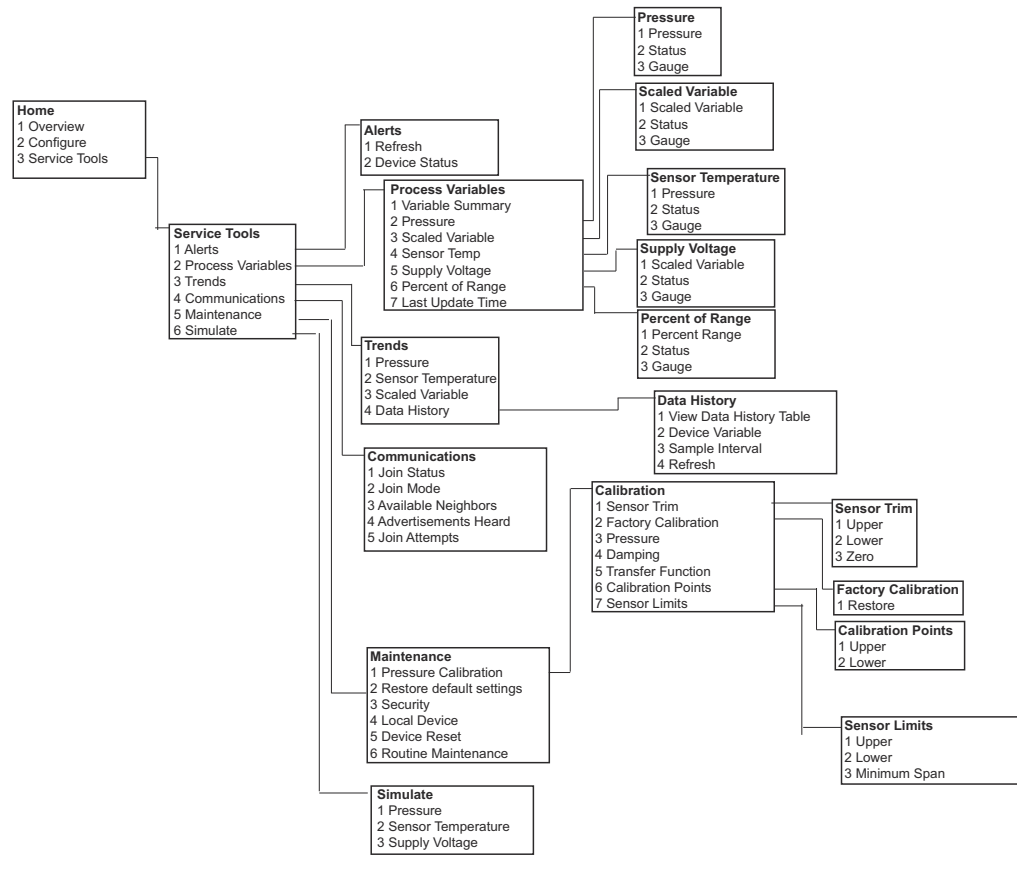 Home
1 Overview
2 Configure
3 Service Tools
Service Tools
1 Alerts
2 Process Variables
3 Trends
4 Communications
5 Maintenance
6 Simulate
Alerts
1 Refresh
2 Device Status
Process Variables
1 Variable Summary
2 Pressure
3 Scaled Variable
4 Sensor Temp
5 Supply Voltage
6 Percent of Range
7 Last Update Time
Pressure
1 Pressure
2 Status
3 Gauge
Scaled Variable
1 Scaled Variable
2 Status
3 Gauge
Sensor Temperature
1 Pressure
2 Status
3 Gauge
Supply Voltage
1 Scaled Variable
2 Status
3 Gauge
Percent of Range
1 Percent Range
2 Status
3 Gauge
Trends
1 Pressure
2 Sensor Temperature
3 Scaled Variable
4 Data History
Data History
1 View Data History Table
2 Device Variable
3 Sample Interval
4 Refresh
Communications
1 Join Status
2 Join Mode
3 Available Neighbors
4 Advertisements Heard
5 Join Attempts
Maintenance
1 Pressure Calibration
2 Restore default settings
3 Security
4 Local Device
5 Device Reset
6 Routine Maintenance
Calibration
1 Sensor Trim
2 Factory Calibration
3 Pressure
4 Damping
5 Transfer Function
6 Calibration Points
7 Sensor Limits
Sensor Trim
1 Upper
2 Lower
3 Zero
Factory Calibration
1 Restore
Calibration Points
1 Upper
2 Lower
Sensor Limits
1 Upper
2 Lower
3 Minimum Span
Simulate
1 Pressure
2 Sensor Temperature
3 Supply Voltage